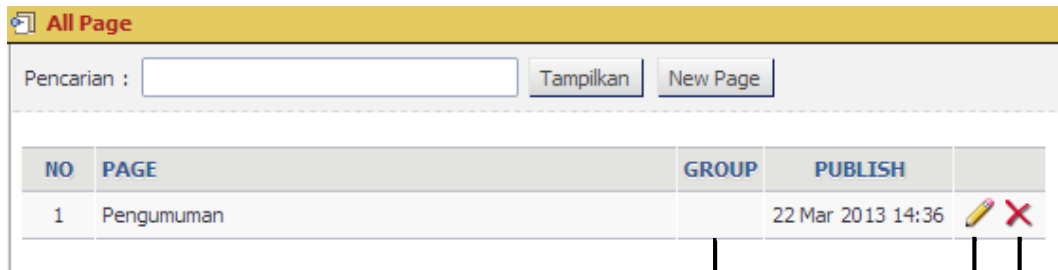 All Page
Pencarian : Tampilkan New Page
NO PAGE GROUP PUBLISH
1 Pengumuman 22 Mar 2013 14:36